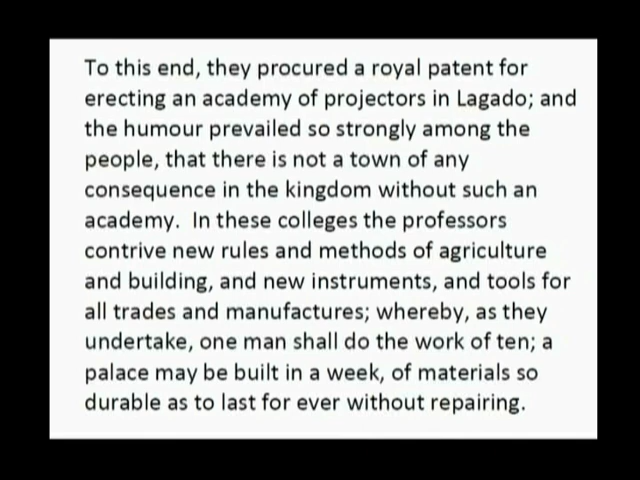 To this end, they procured a royal patent for
erecting an academy of projectors in Lagado; and
the humour prevailed so strongly among the
people, that there is not a town of any
consequence in the kingdom without such an
academy.  In these colleges the professors
contrive new rules and methods of agriculture
and building, and new instruments, and tools for
all trades and manufactures; whereby, as they
undertake, one man shall do the work of ten; a
palace may be built in a week, of materials so
durable as to last for ever without repairing.